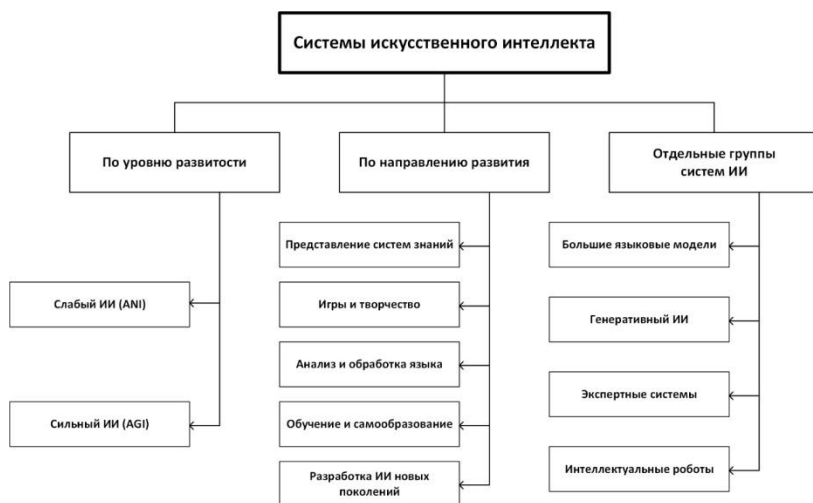 Системы искусственного интеллекта
По уровню развитости
По направлению развития
Отдельные группы
систем ИИ
Слабый ИИ (ANI)
Сильный ИИ (AGI)
Представление систем знаний
Игры и творчество
Анализ и обработка языка
Обучение и самообразование
Разработка ИИ новых
поколений
Большие языковые модели
Генеративный ИИ
Экспертные системы
Интеллектуальные роботы